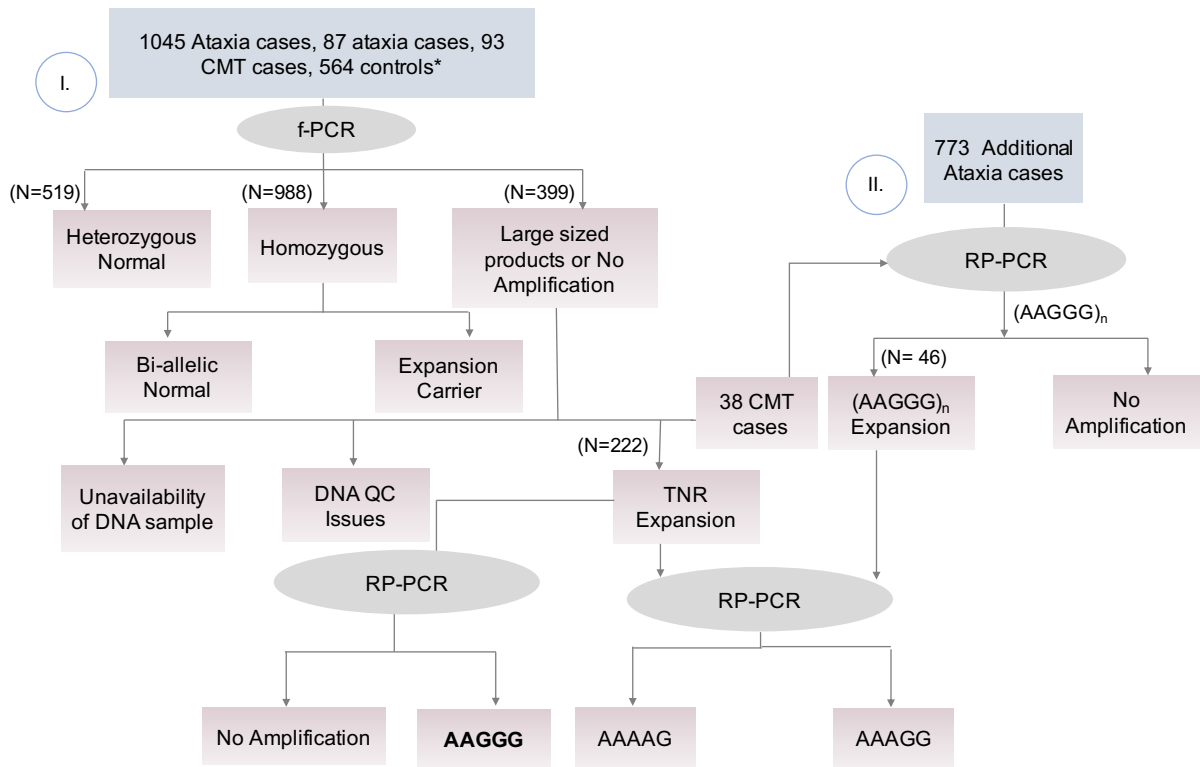 1045 Ataxia cases, 87 ataxia cases, 93
CMT cases, 564 controls*
I.
f-PCR
773 Additional
Ataxia cases
II.
(N=519)
(N=988)
(N=399)
Heterozygous
Normal
Homozygous
Large sized
products or No
Amplification
RP-PCR
(AAGGG)n
Bi-allelic
Normal
Expansion
Carrier
(N= 46)
38 CMT
cases
(AAGGG)n
Expansion
No
Amplification
(N=222)
Unavailability
of DNA sample
DNA QC
Issues
TNR
Expansion
RP-PCR
RP-PCR
No Amplification
AAGGG
AAAAG
AAAGG